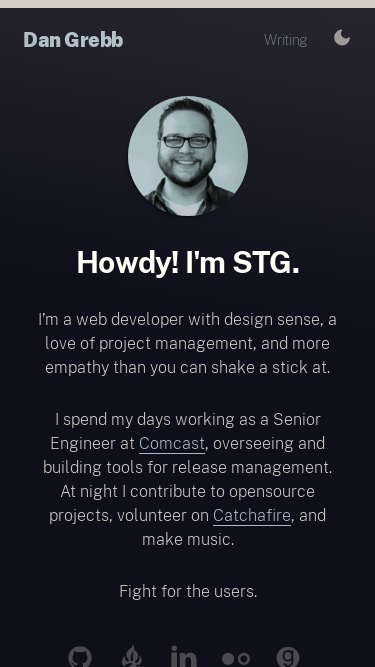 Dan Grebb
Writing
Howdy! I'm STG.
I'm a web developer with design sense, a
love of project management, and more
empathy than you can shake a stick at.
I spend my days working as a Senior
Engineer at Comcast, overseeing and
building tools for release management.
At night I contribute to opensource
projects, volunteer on Catchafire, and
make music.
Fight for the users.